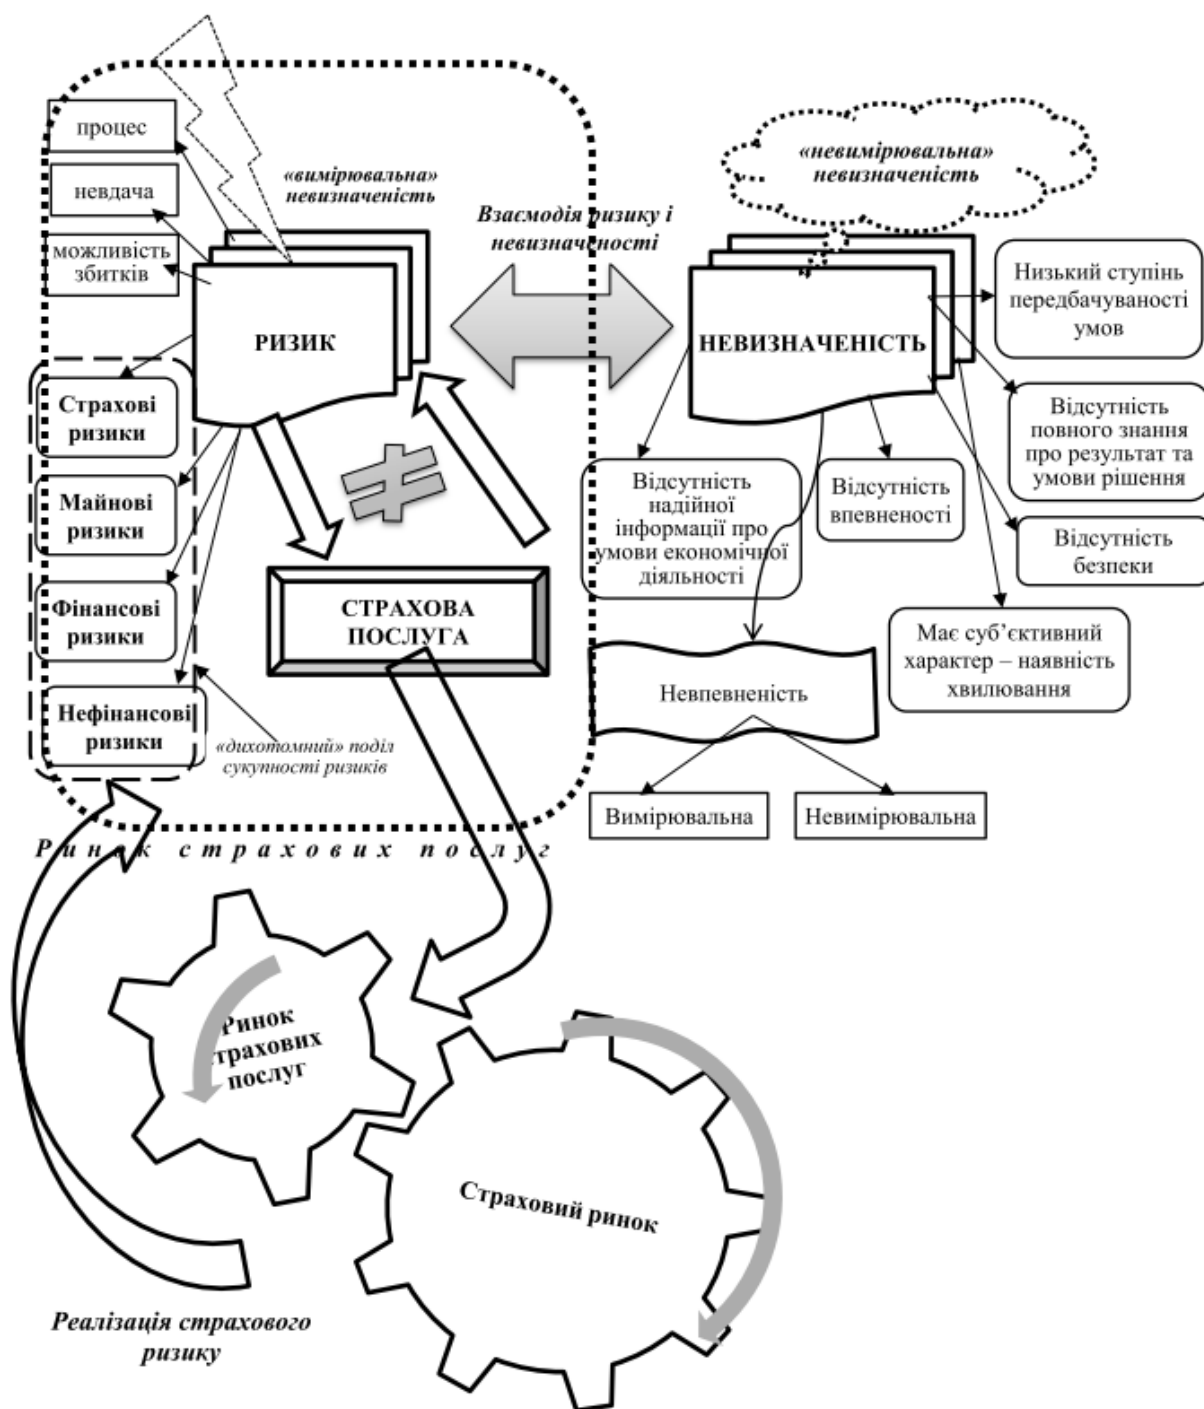 процес
невдача
можливість
збитків
«вимірювальна»
невизначеність
Взаємодія ризику і
невизначеності
«невимірювальна»
невизначеність
РИЗИК
НЕВИЗНАЧЕНІСТЬ
Низький ступінь
передбачуваності
умов
Відсутність
повного знання
про результат та
умови рішення
Відсутність
безпеки
Має суб’єктивний
характер – наявність
хвилювання
Відсутність
впевненості
Відсутність
надійної
інформації про
умови економічної
діяльності
Страхові
ризики
Майнові
ризики
Фінансові
ризики
Нефінансові
ризики
«дихотомний» поділ
сукупності ризиків
СТРАХОВА
ПОСЛУГА
Невпевненість
Вимірювальна
Невимірювальна
Ринок страхових послуг
Ринок
страхових
послуг
Страховий ринок
Реалізація страхового
ризику